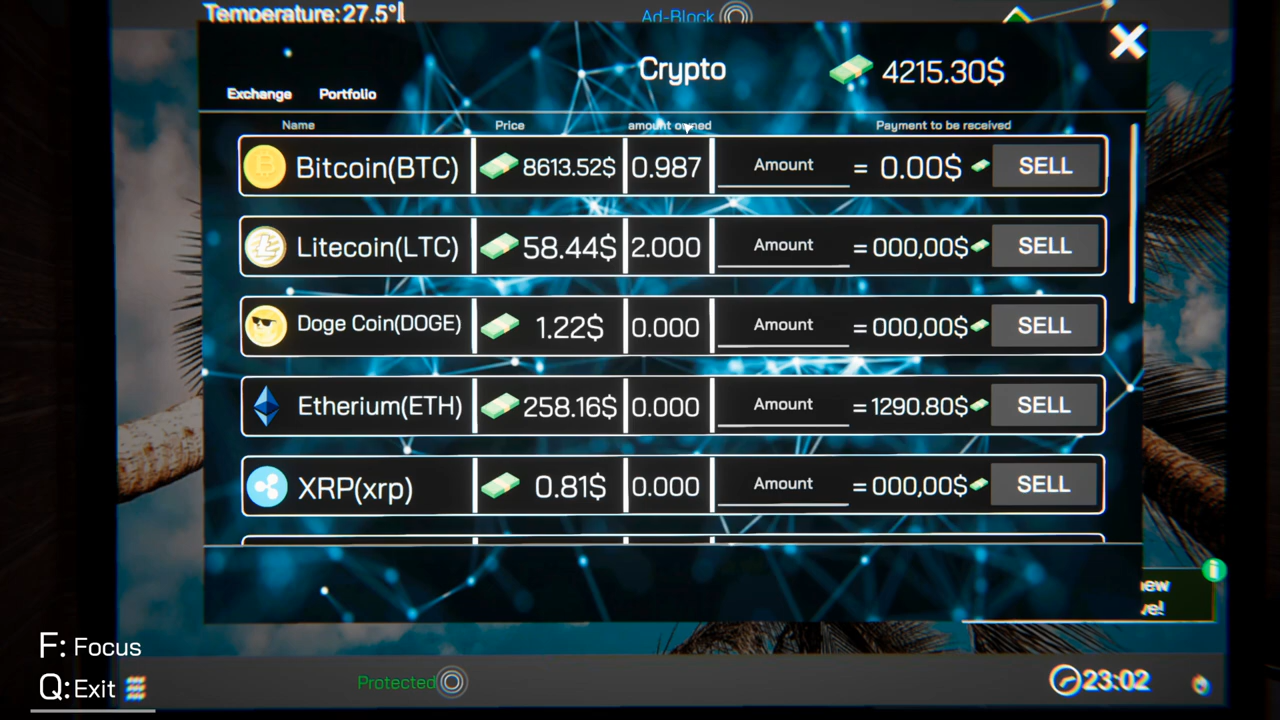 Temperature: 27.5°
Ad-Block
Crypto
4215.30$
Exchange Portfolio
Name Price amount owned Payment to be received
Bitcoin(BTC) 8613.52$ 0.987 Amount = 0.00$ SELL
Litecoin(LTC) 58.44$ 2.000 Amount = 000,00$ SELL
Doge Coin(DOGE) 1.22$ 0.000 Amount = 000,00$ SELL
Etherium(ETH) 258.16$ 0.000 Amount = 1290.80$ SELL
XRP(xrp) 0.81$ 0.000 Amount = 000,00$ SELL
F: Focus
Q: Exit
Protected
23:02